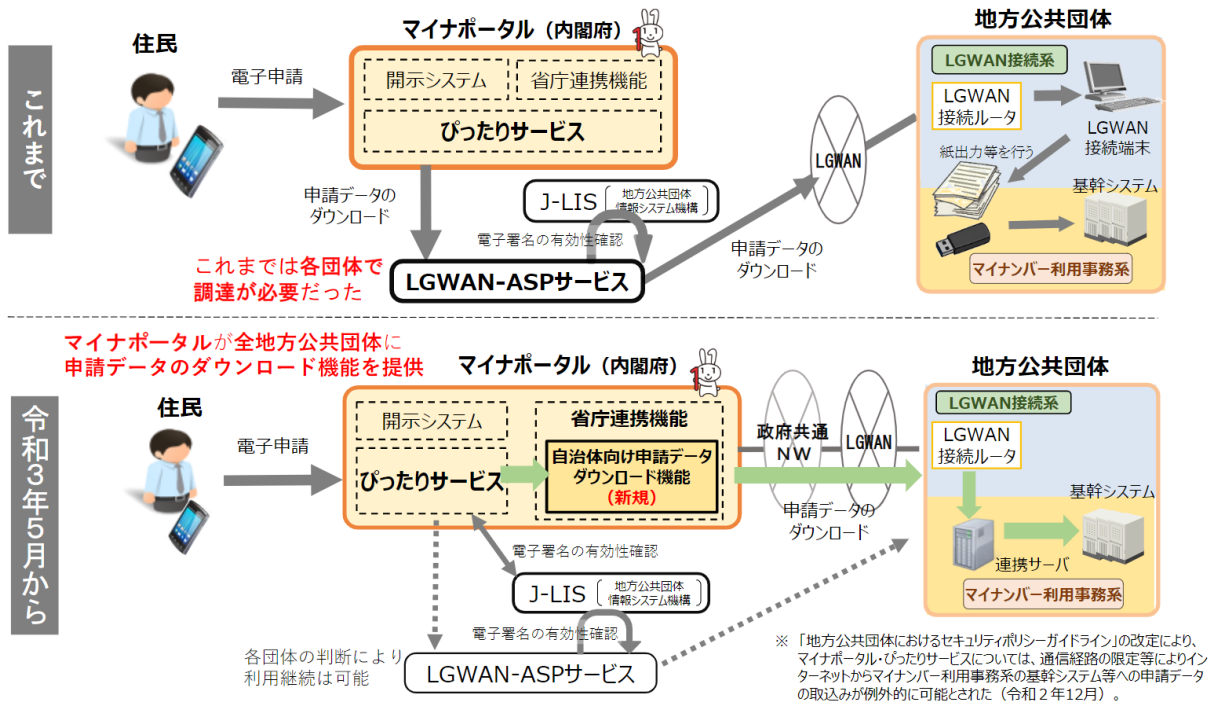 これまで
住民
電子申請
マイナポータル（内閣府）
開示システム
省庁連携機能
ぴったりサービス
申請データの
ダウンロード
J-LIS
地方公共団体
情報システム機構
電子署名の有効性確認
これまでは各団体で
調達が必要だった
LGWAN-ASPサービス
LGWAN
申請データの
ダウンロード
地方公共団体
LGWAN接続系
LGWAN
接続ルータ
LGWAN
接続端末
紙出力等を行う
基幹システム
マイナンバー利用事務系
令和３年５月から
マイナポータルが全地方公共団体に
申請データのダウンロード機能を提供
住民
電子申請
マイナポータル（内閣府）
開示システム
ぴったりサービス
省庁連携機能
自治体向け申請データ
ダウンロード機能
（新規）
政府共通
NW
LGWAN
申請データの
ダウンロード
電子署名の有効性確認
J-LIS
地方公共団体
情報システム機構
電子署名の有効性確認
各団体の判断により
利用継続は可能
LGWAN-ASPサービス
地方公共団体
LGWAN接続系
LGWAN
接続ルータ
基幹システム
連携サーバ
マイナンバー利用事務系
※ 「地方公共団体におけるセキュリティポリシーガイドライン」の改定により、
マイナポータル・ぴったりサービスについては、通信経路の限定等によりイン
ターネットからマイナンバー利用事務系の基幹システム等への申請データ
の取込みが例外的に可能とされた（令和２年12月）。